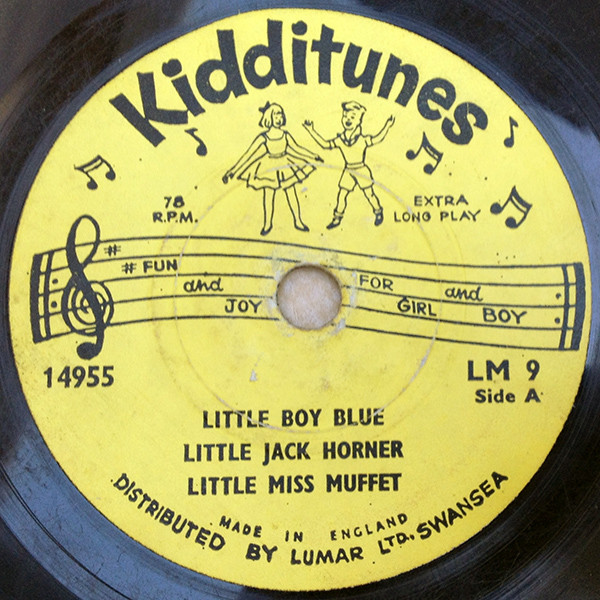 Kidditunes
78
R.P.M.
EXTRA
LONG PLAY
FUN and JOY FOR GIRL and BOY
14955
LM 9
Side A
LITTLE BOY BLUE
LITTLE JACK HORNER
LITTLE MISS MUFFET
MADE IN ENGLAND
DISTRIBUTED BY LUMAR LTD., SWANSEA